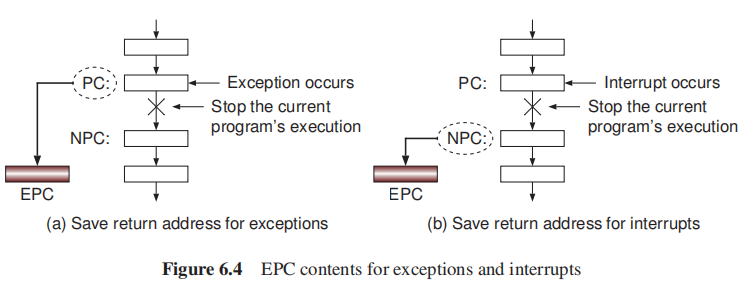 PC:
Exception occurs
Stop the current
program's execution
NPC:
EPC
(a) Save return address for exceptions
PC:
Interrupt occurs
Stop the current
program's execution
NPC:
EPC
(b) Save return address for interrupts
Figure 6.4 EPC contents for exceptions and interrupts